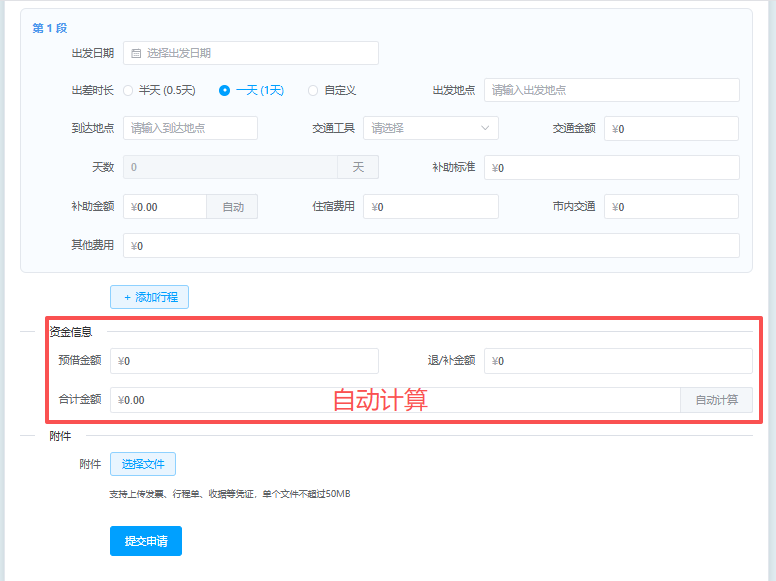 第 1 段
出发日期 选择出发日期
出差时长 半天 (0.5天) 一天 (1天) 自定义 出发地点 请输入出发地点
到达地点 请输入到达地点 交通工具 请选择 交通金额 ¥0
天数 0 天 补助标准 ¥0
补助金额 ¥0.00 自动 住宿费用 ¥0 市内交通 ¥0
其他费用 ¥0
+ 添加行程
资金信息
预借金额 ¥0 退/补金额 ¥0
合计金额 ¥0.00 自动计算 自动计算
附件
附件 选择文件
支持上传发票、行程单、收据等凭证，单个文件不超过50MB
提交申请